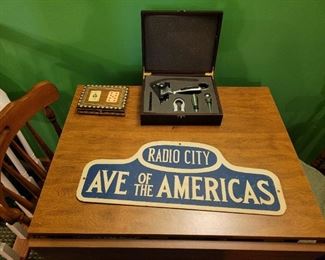 RADIO CITY
AVE OF THE AMERICAS